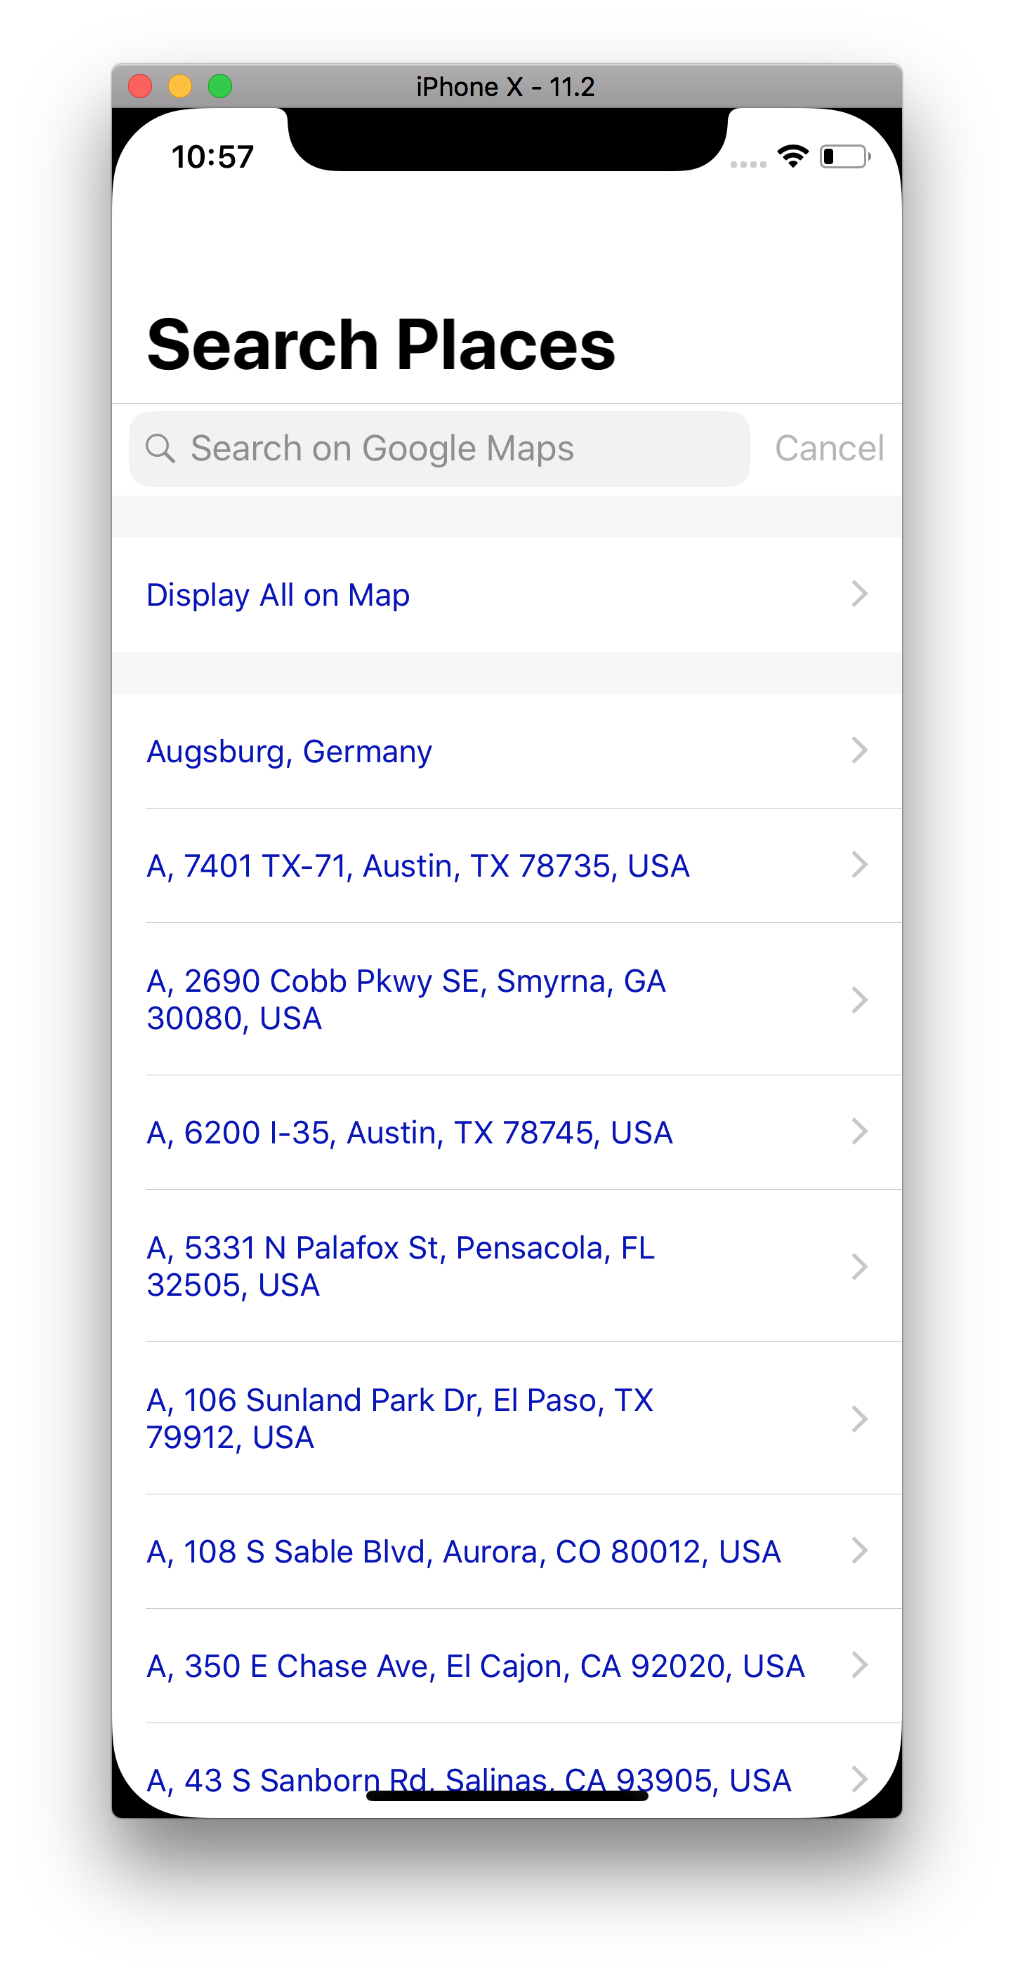 iPhone X - 11.2
10:57
Search Places
Search on Google Maps
Cancel
Display All on Map
Augsburg, Germany
A, 7401 TX-71, Austin, TX 78735, USA
A, 2690 Cobb Pkwy SE, Smyrna, GA
30080, USA
A, 6200 I-35, Austin, TX 78745, USA
A, 5331 N Palafox St, Pensacola, FL
32505, USA
A, 106 Sunland Park Dr, El Paso, TX
79912, USA
A, 108 S Sable Blvd, Aurora, CO 80012, USA
A, 350 E Chase Ave, El Cajon, CA 92020, USA
A, 43 S Sanborn Rd, Salinas, CA 93905, USA